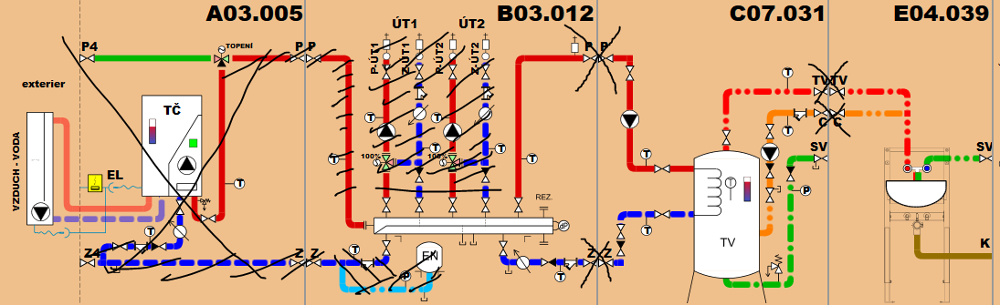 A03.005
B03.012
C07.031
E04.039
ÚT1
ÚT2
P4
TOPENÍ
P
P
P-ÚT1
Z-ÚT1
P-ÚT2
Z-ÚT2
P
P
exterier
TV
TV
TČ
T
T
T
C
C
VZDUCH - VODA
T
T
T
SV
SV
100%
100%
T
T
T
EL
T
T
P
REZ.
dP
T
T
TV
K
Z4
Z
Z
T
EN
P
T
Z
Z